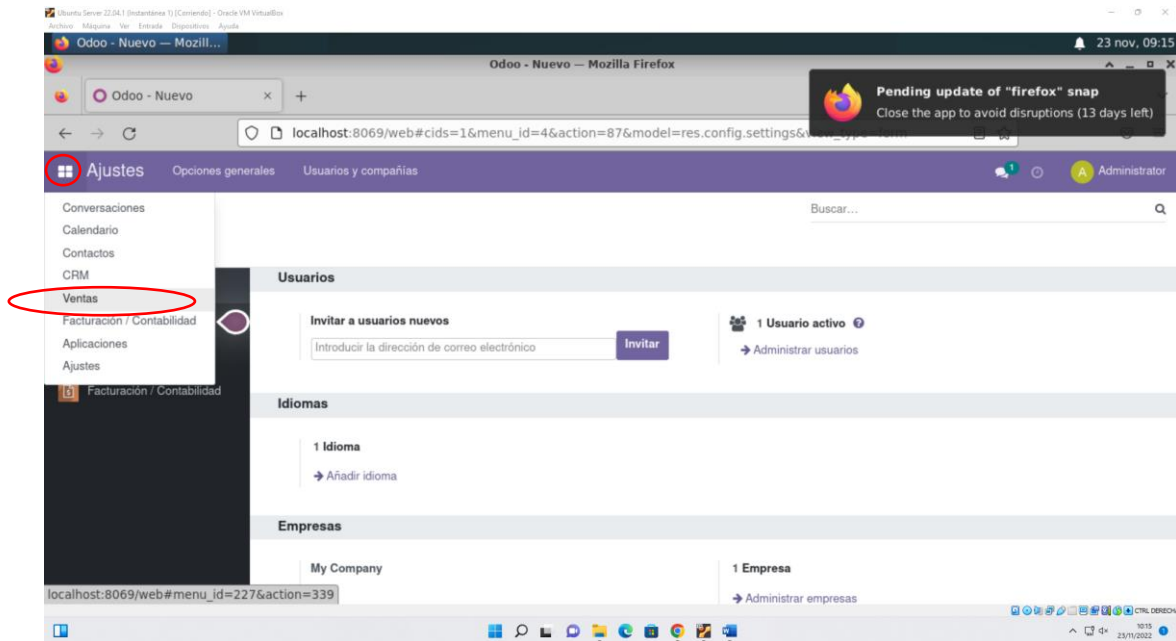 Ubuntu Server 22.04.1 (Instantánea 1) [Corriendo] - Oracle VM VirtualBox
Archivo Máquina Ver Entrada Dispositivos Ayuda
Odoo - Nuevo — Mozill...
23 nov, 09:15
Odoo - Nuevo — Mozilla Firefox
Odoo - Nuevo
Pending update of "firefox" snap
Close the app to avoid disruptions (13 days left)
localhost:8069/web#cids=1&menu_id=4&action=87&model=res.config.settings&view_type=form
Ajustes Opciones generales Usuarios y compañías 1 A Administrator
Conversaciones
Buscar...
Calendario
Contactos
CRM
Usuarios
Ventas
Facturación / Contabilidad
Invitar a usuarios nuevos
1 Usuario activo
Aplicaciones
Introducir la dirección de correo electrónico
Invitar
Administrar usuarios
Ajustes
Facturación / Contabilidad
Idiomas
1 Idioma
Añadir idioma
Empresas
My Company
1 Empresa
localhost:8069/web#menu_id=227&action=339
Administrar empresas
CTRL DERECH
10:15
23/11/2022